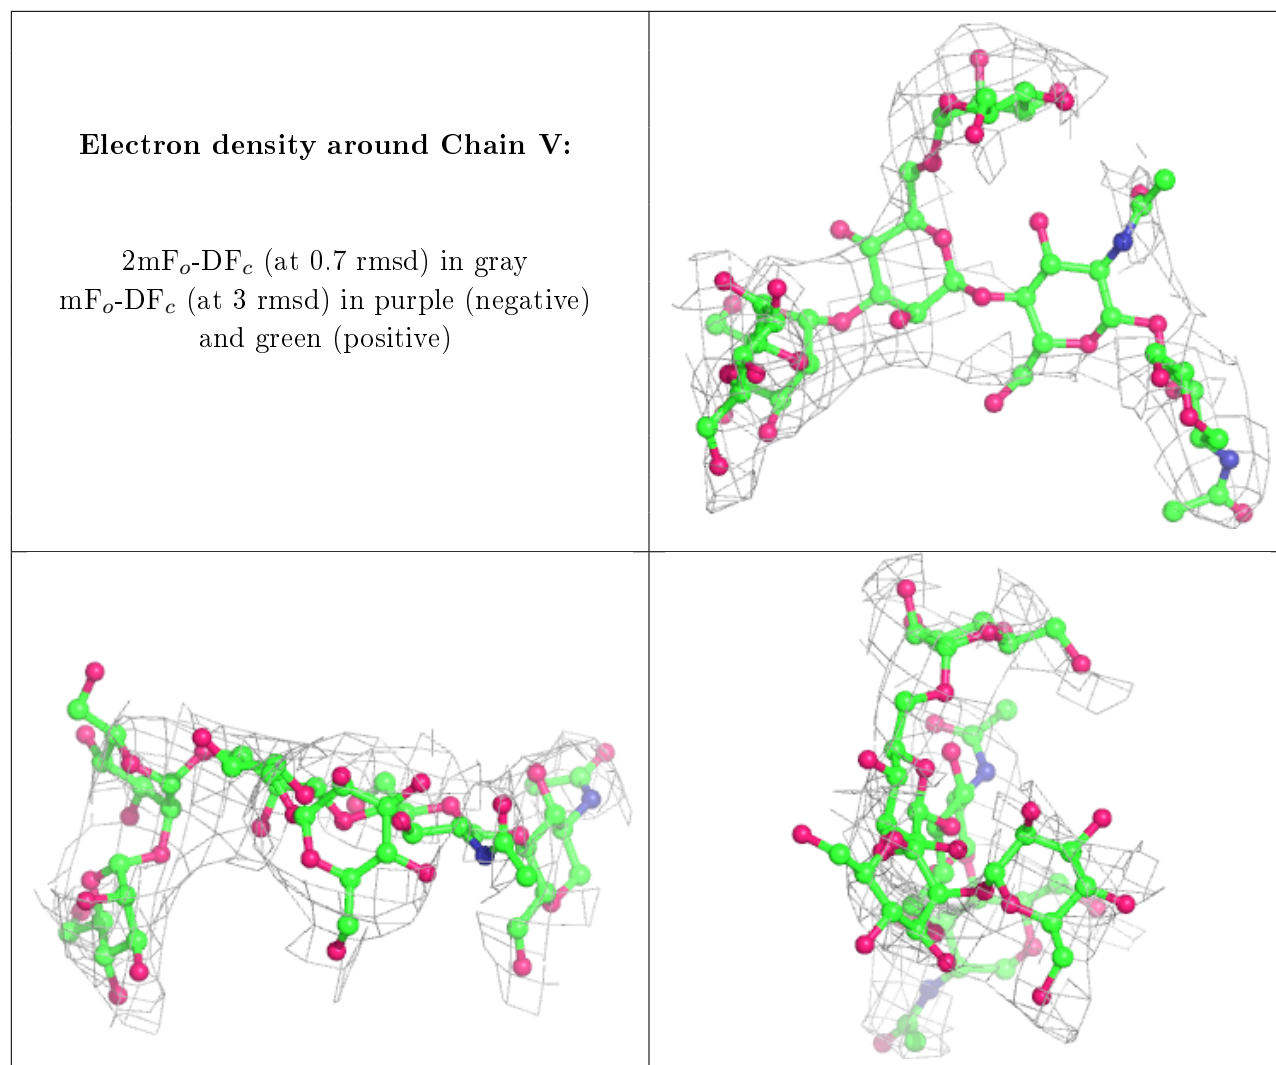 Electron density around Chain V:
2mFo-DFc (at 0.7 rmsd) in gray
mFo-DFc (at 3 rmsd) in purple (negative)
and green (positive)